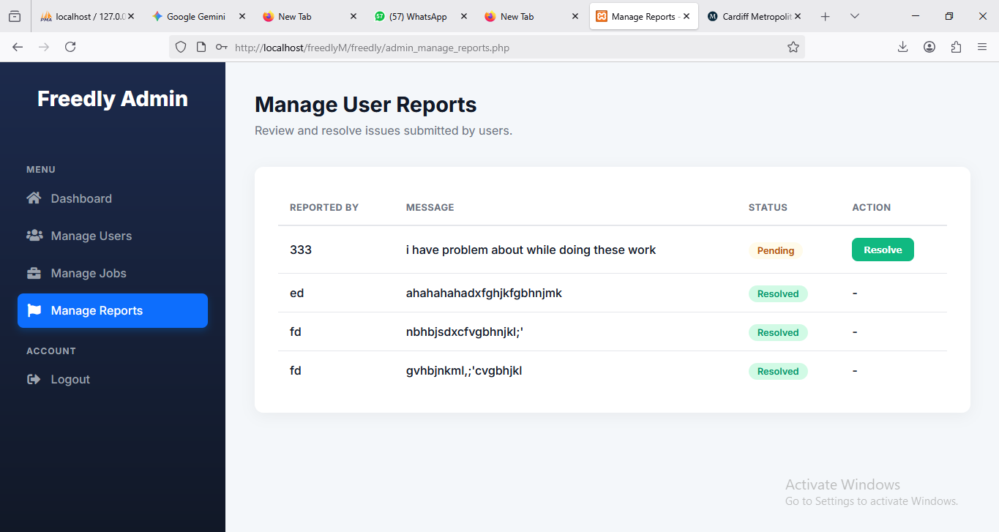 localhost / 127.0.0
Google Gemini
New Tab
(57) WhatsApp
New Tab
Manage Reports -
Cardiff Metropolit
http://localhost/freedlyM/freedly/admin_manage_reports.php
Freedly Admin
MENU
Dashboard
Manage Users
Manage Jobs
Manage Reports
ACCOUNT
Logout
Manage User Reports
Review and resolve issues submitted by users.
REPORTED BY MESSAGE STATUS ACTION
333 i have problem about while doing these work Pending Resolve
ed ahahahahadxfghjkfgbhnjmk Resolved -
fd nbhbjsdxcfvgbhnjkl;' Resolved -
fd gvhbjnkml,;'cvgbhjkl Resolved -
Activate Windows
Go to Settings to activate Windows.